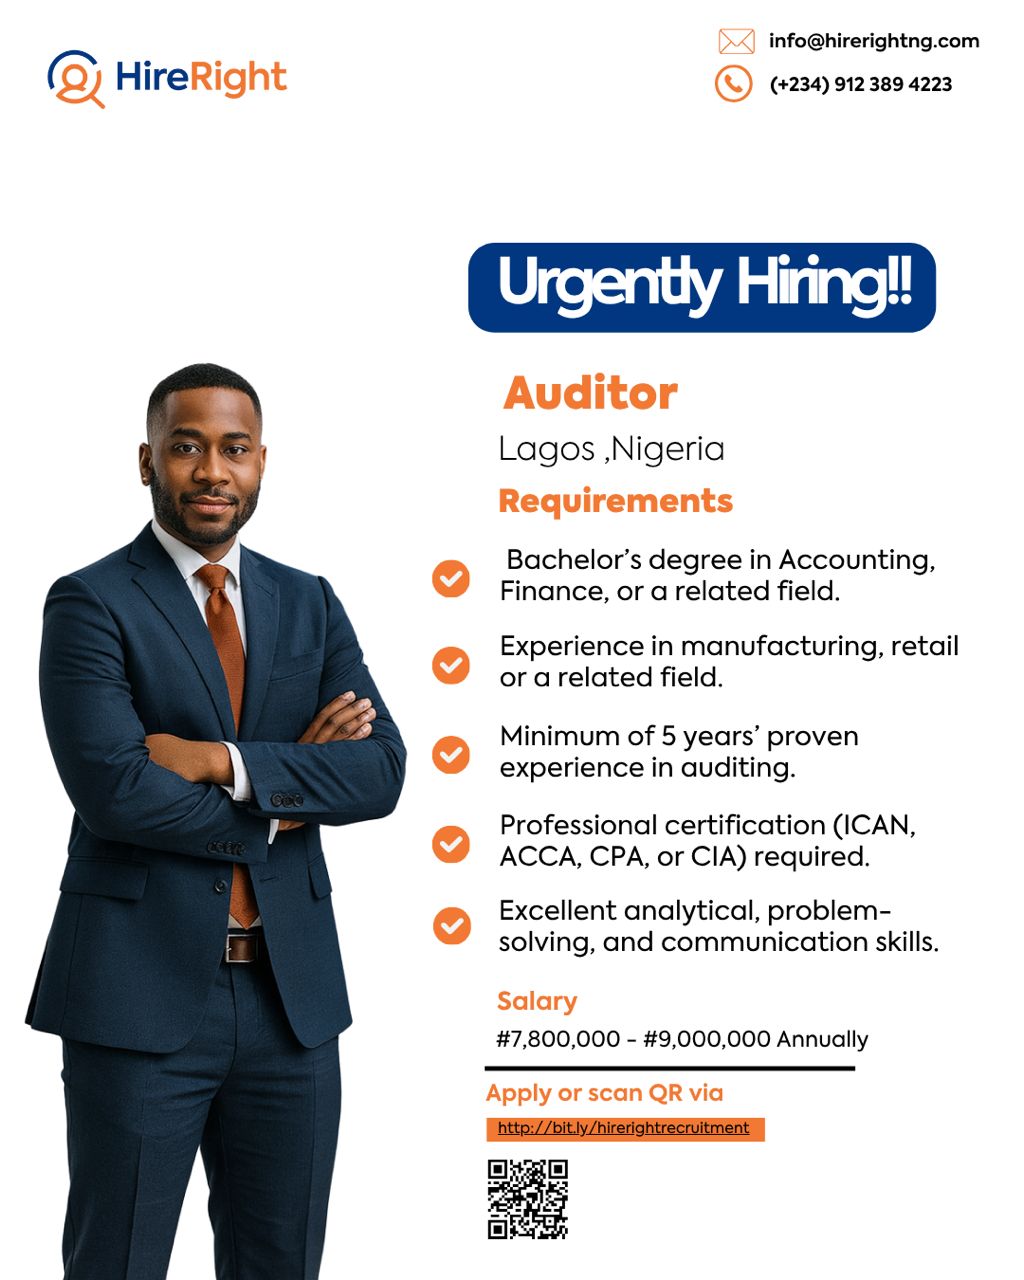 HireRight
info@hirerightng.com
(+234) 912 389 4223
Urgently Hiring!!
Auditor
Lagos ,Nigeria
Requirements
Bachelor’s degree in Accounting,
Finance, or a related field.
Experience in manufacturing, retail
or a related field.
Minimum of 5 years’ proven
experience in auditing.
Professional certification (ICAN,
ACCA, CPA, or CIA) required.
Excellent analytical, problem-
solving, and communication skills.
Salary
#7,800,000 - #9,000,000 Annually
Apply or scan QR via
http://bit.ly/hirerightrecruitment